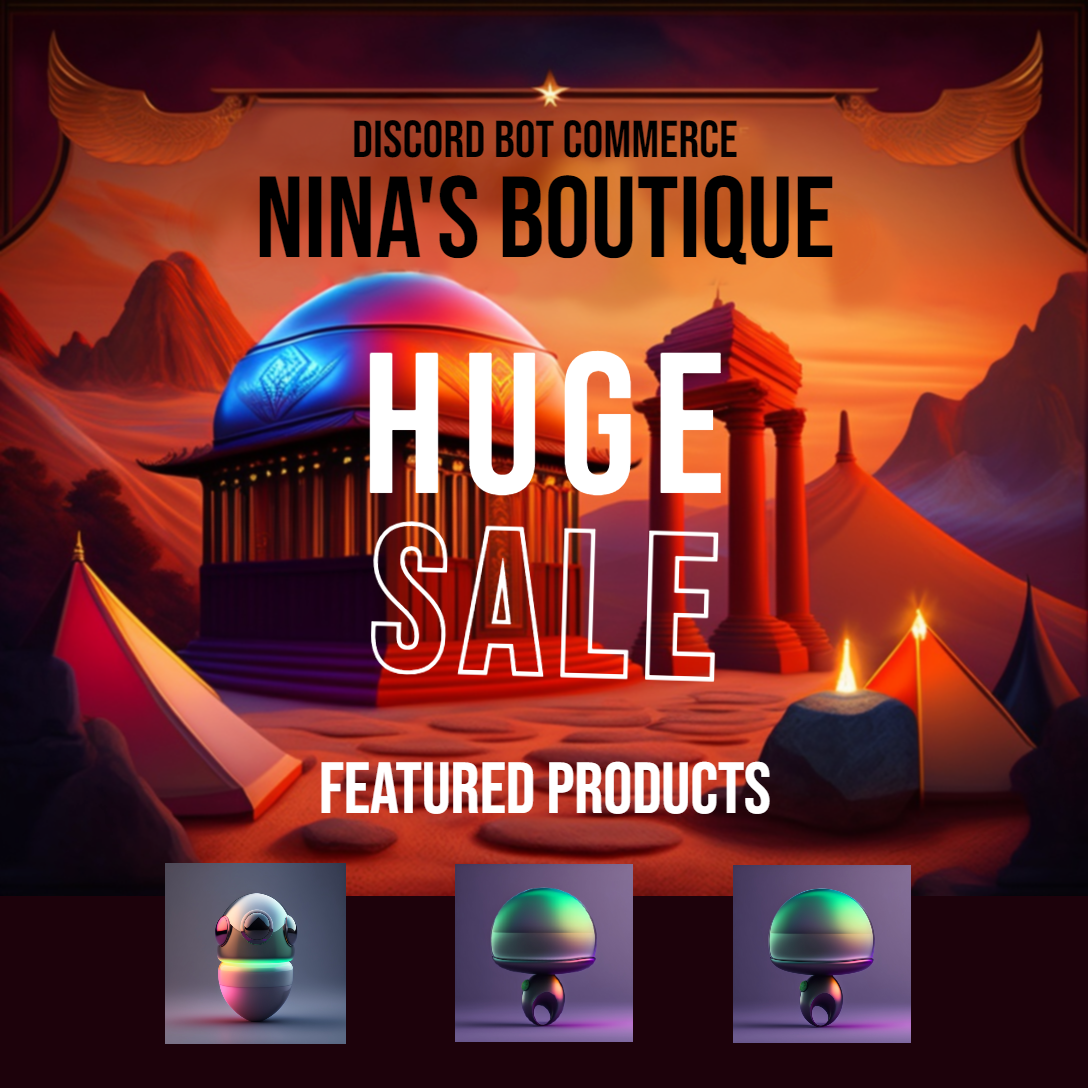 DISCORD BOT COMMERCE
NINA'S BOUTIQUE
HUGE
SALE
FEATURED PRODUCTS